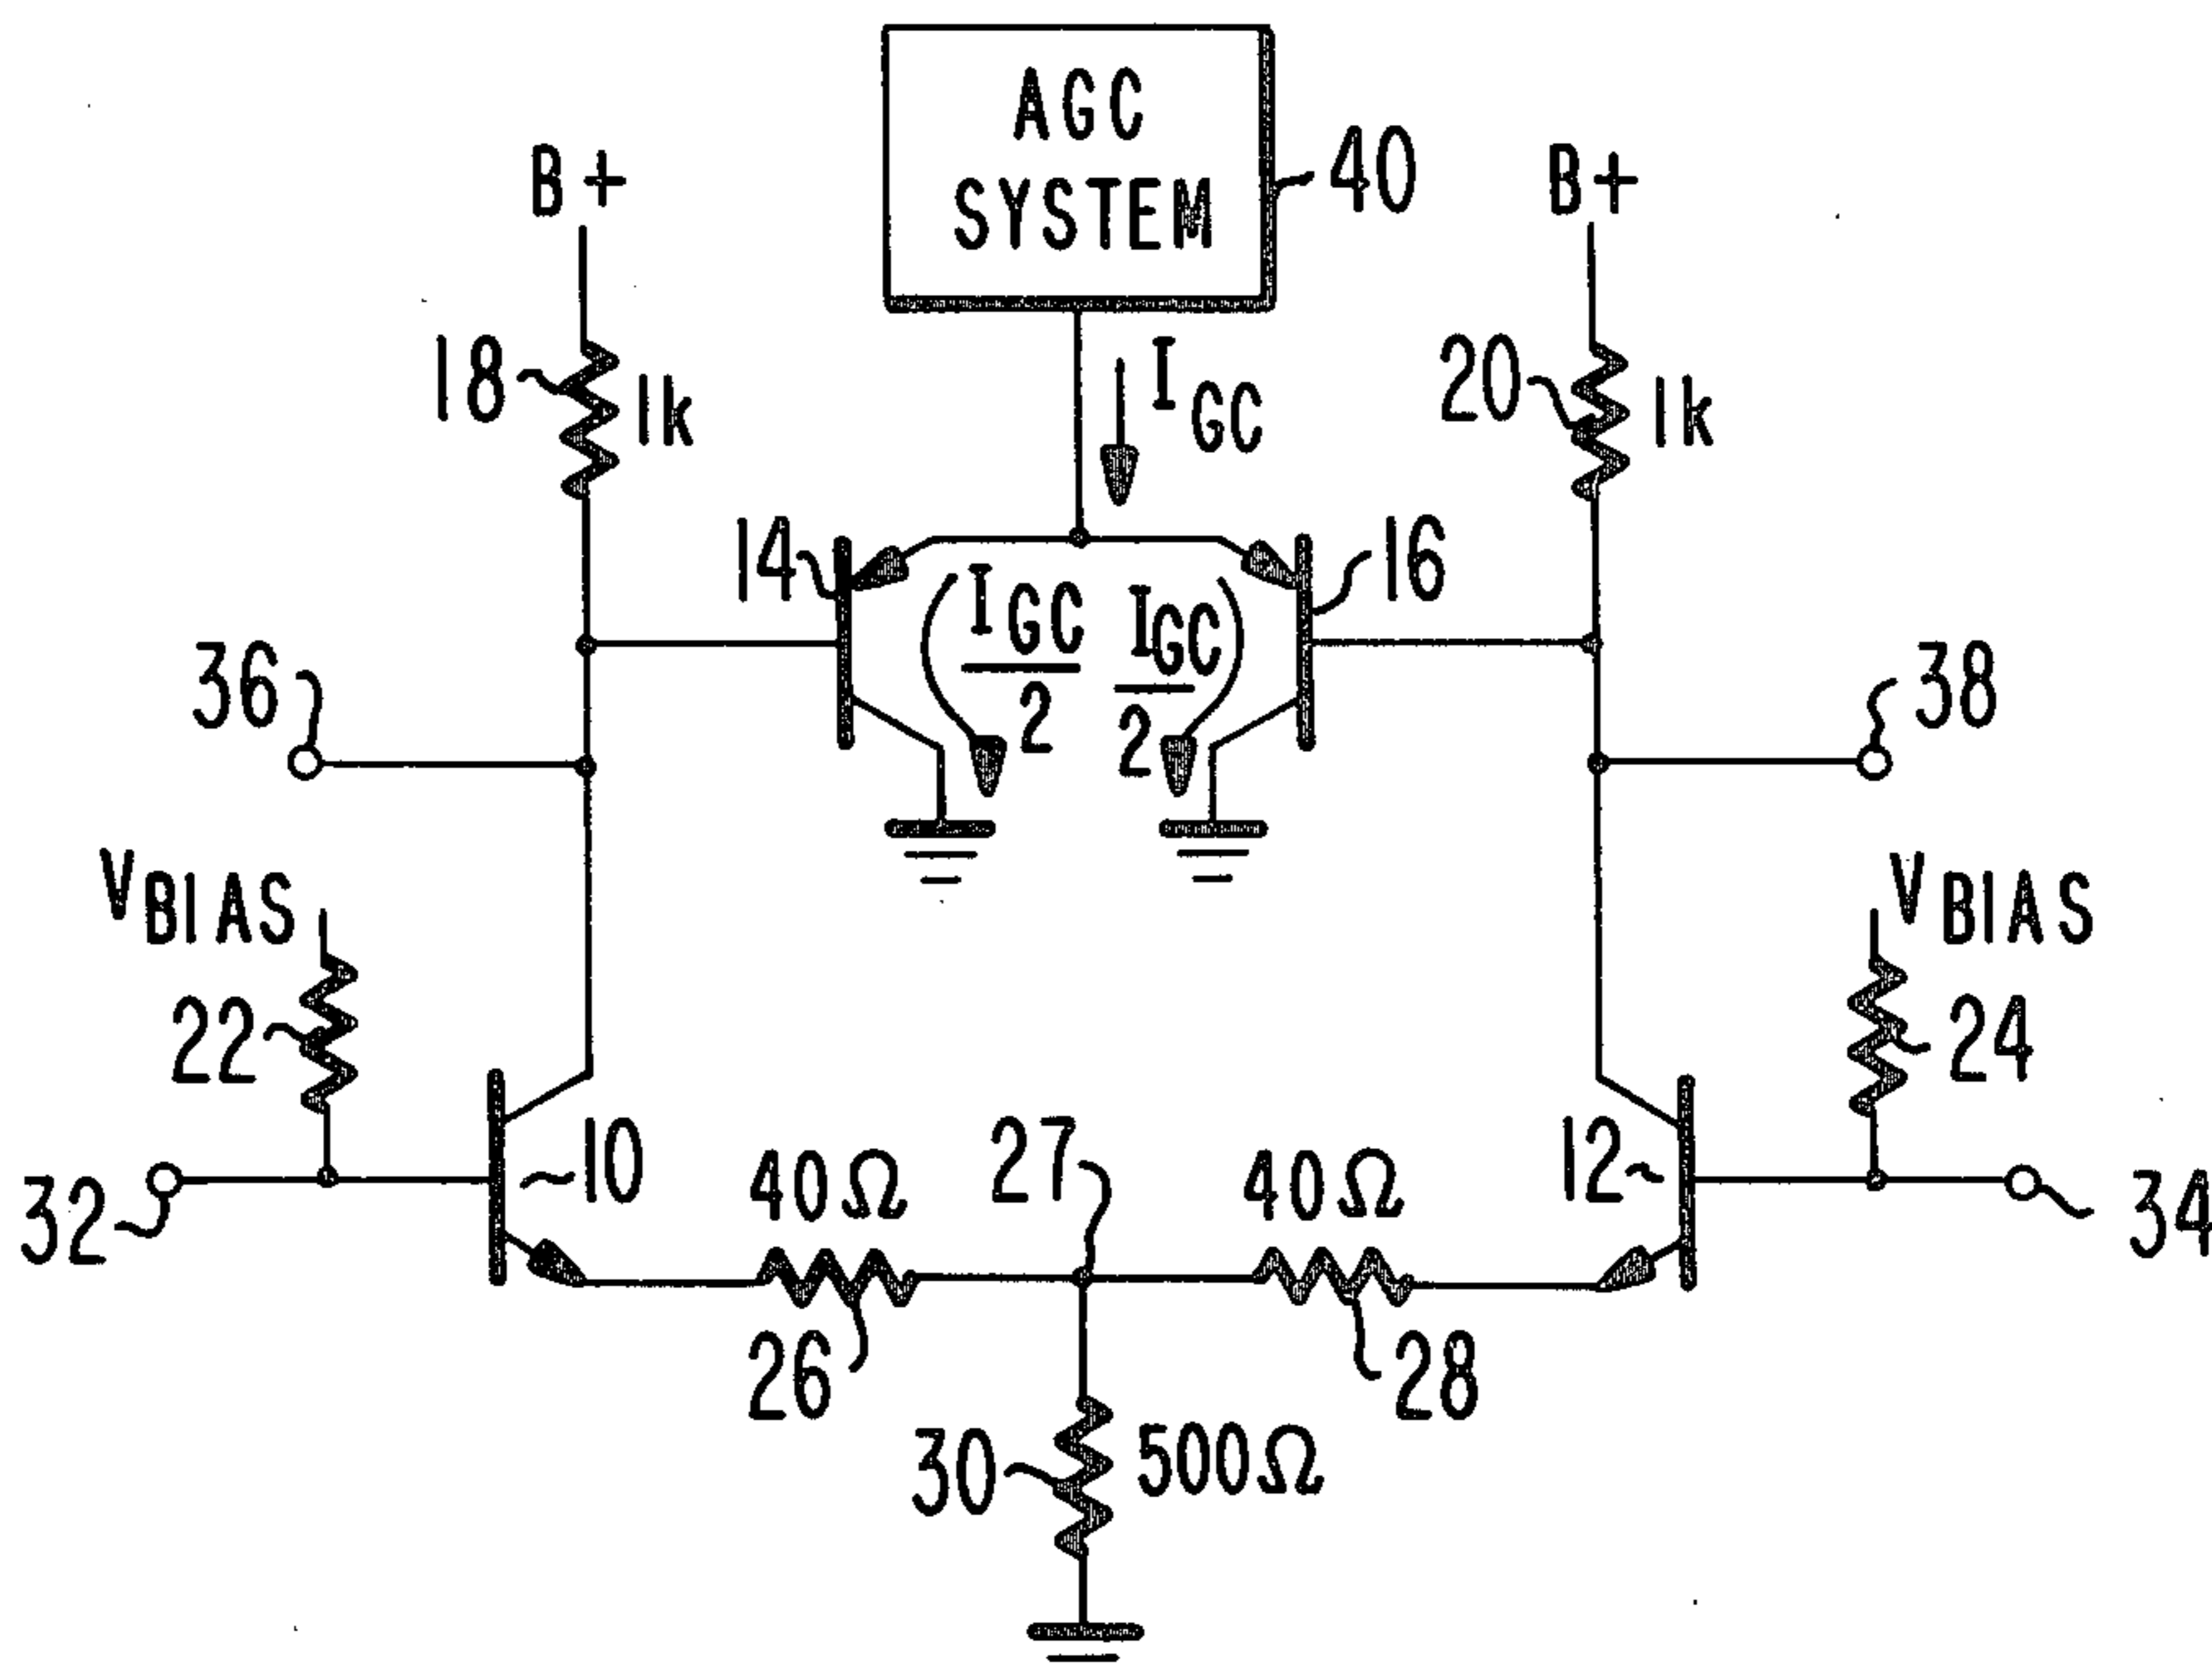 AGC
SYSTEM
40
B+
B+
18
1k
I GC
20
1k
14
I GC
2
I GC
2
16
36
38
V BIAS
V BIAS
22
24
10
27
12
32
40Ω
40Ω
34
26
28
30
500Ω